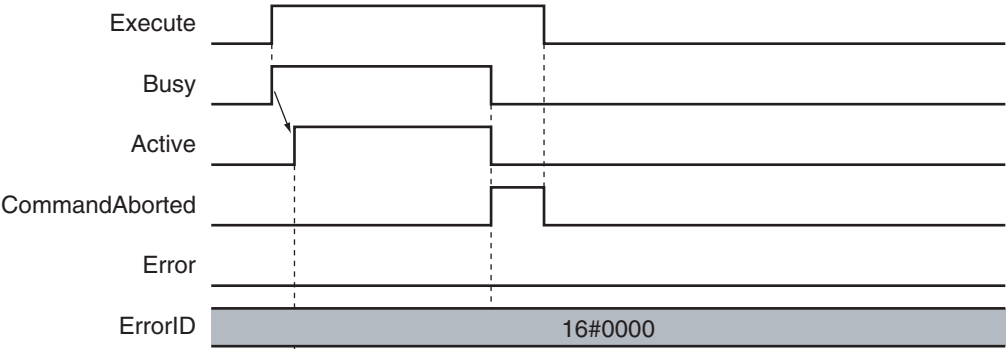 Execute
Busy
Active
CommandAborted
Error
ErrorID 16#0000